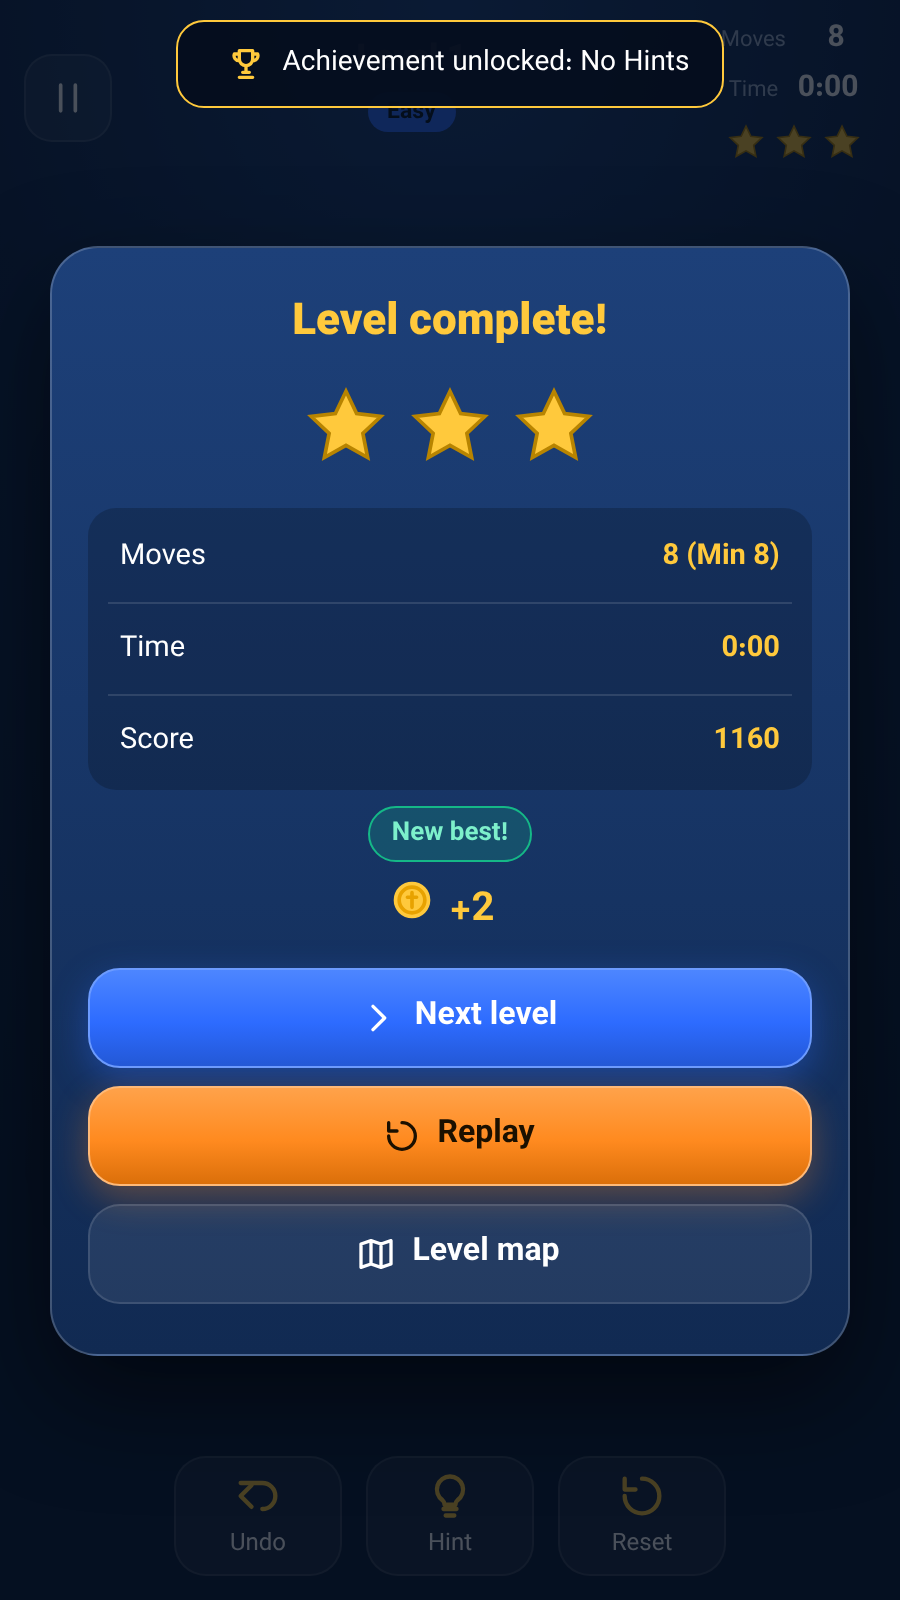 Achievement unlocked: No Hints
Moves 8
Time 0:00
Easy
Level complete!
Moves 8 (Min 8)
Time 0:00
Score 1160
New best!
+2
Next level
Replay
Level map
Undo
Hint
Reset